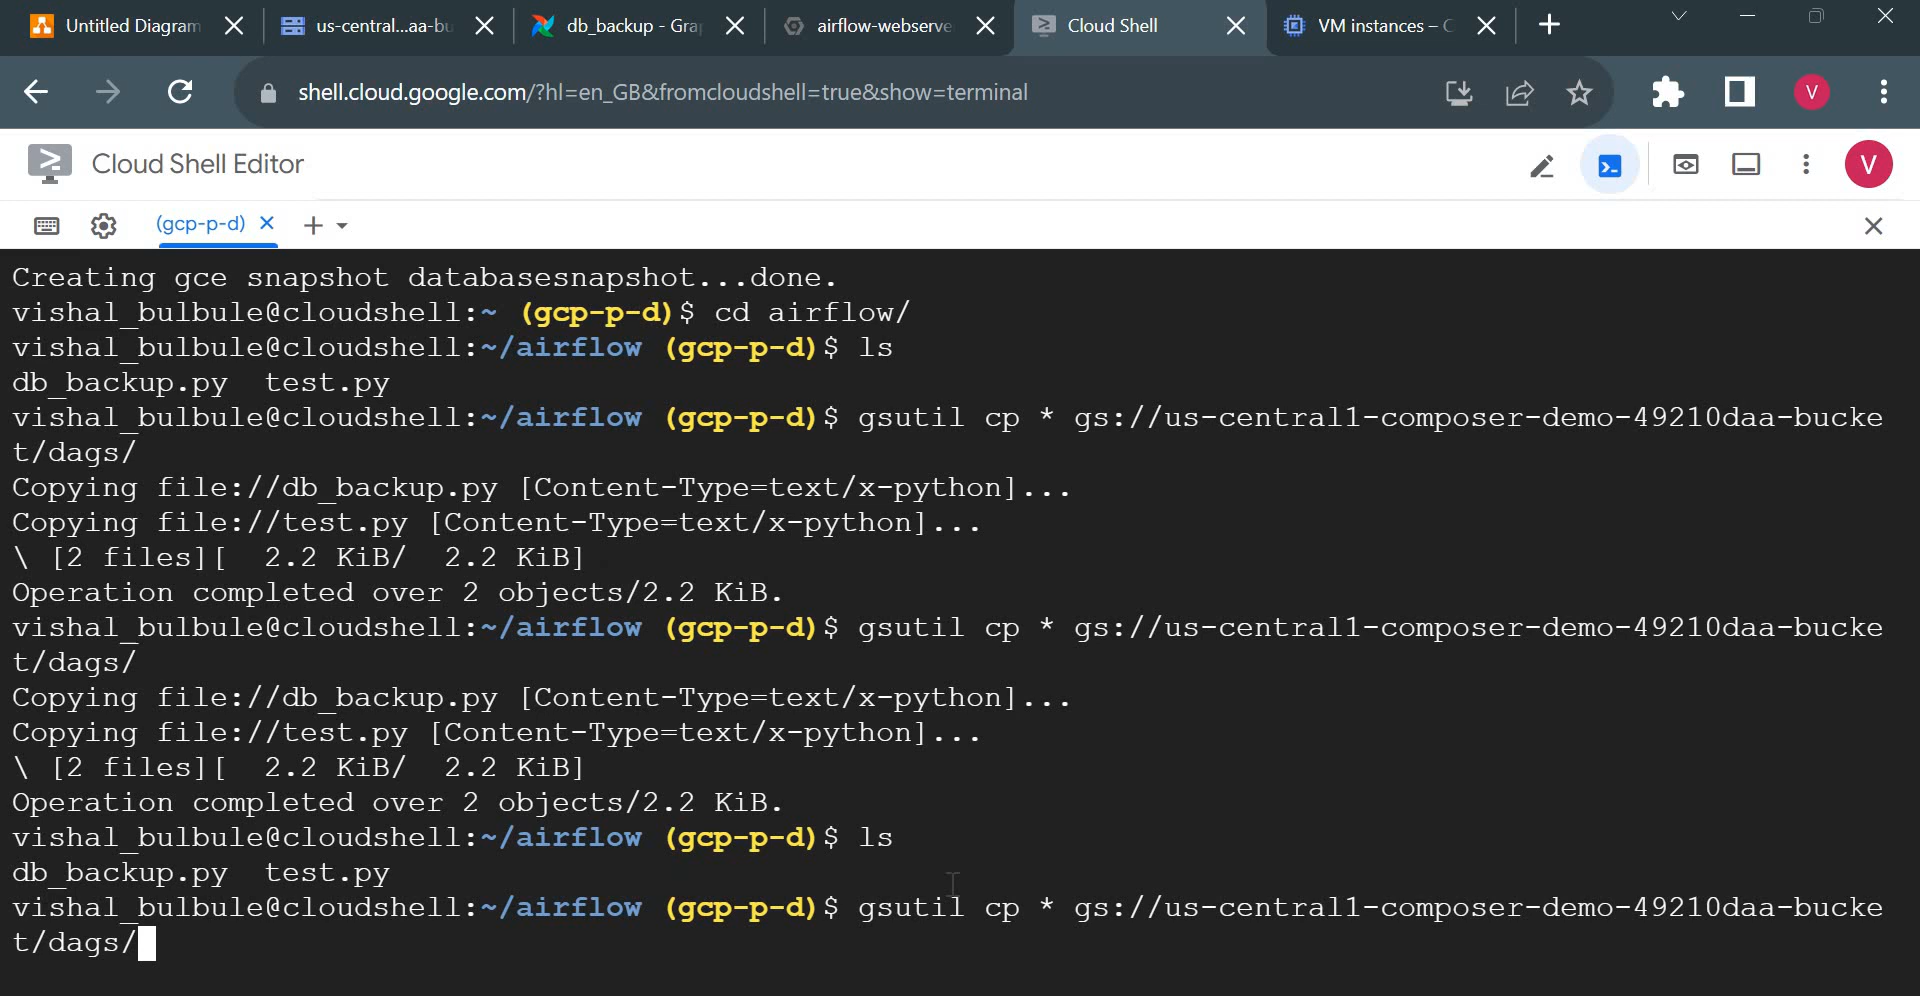 Untitled Diagram
us-central...aa-bu
db_backup - Gra
airflow-webserve
Cloud Shell
VM instances – C
shell.cloud.google.com/?hl=en_GB&fromcloudshell=true&show=terminal
V
Cloud Shell Editor
V
(gcp-p-d)
Creating gce snapshot databasesnapshot...done.
vishal_bulbule@cloudshell:~ (gcp-p-d)$ cd airflow/
vishal_bulbule@cloudshell:~/airflow (gcp-p-d)$ ls
db_backup.py  test.py
vishal_bulbule@cloudshell:~/airflow (gcp-p-d)$ gsutil cp * gs://us-central1-composer-demo-49210daa-bucke
t/dags/
Copying file://db_backup.py [Content-Type=text/x-python]...
Copying file://test.py [Content-Type=text/x-python]...
\ [2 files][  2.2 KiB/  2.2 KiB]
Operation completed over 2 objects/2.2 KiB.
vishal_bulbule@cloudshell:~/airflow (gcp-p-d)$ gsutil cp * gs://us-central1-composer-demo-49210daa-bucke
t/dags/
Copying file://db_backup.py [Content-Type=text/x-python]...
Copying file://test.py [Content-Type=text/x-python]...
\ [2 files][  2.2 KiB/  2.2 KiB]
Operation completed over 2 objects/2.2 KiB.
vishal_bulbule@cloudshell:~/airflow (gcp-p-d)$ ls
db_backup.py  test.py
vishal_bulbule@cloudshell:~/airflow (gcp-p-d)$ gsutil cp * gs://us-central1-composer-demo-49210daa-bucke
t/dags/